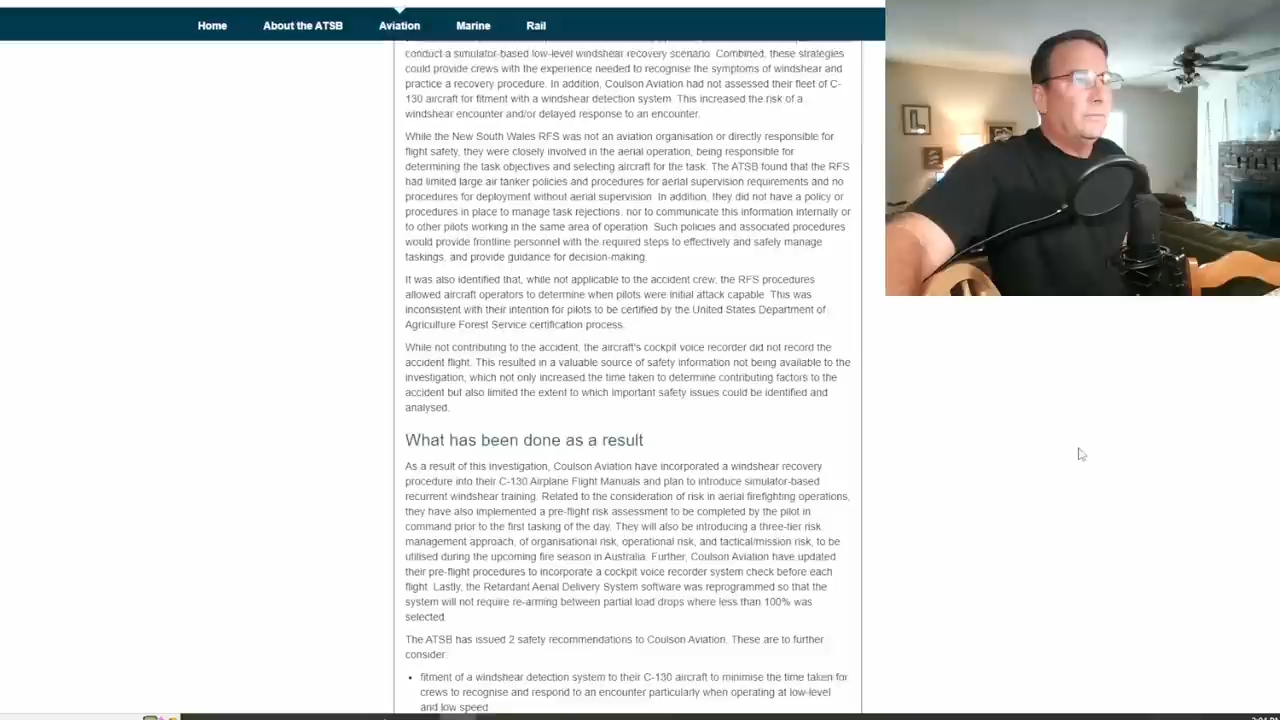 Home About the ATSB Aviation Marine Rail
conduct a simulator-based low-level windshear recovery scenario. Combined, these strategies
could provide crews with the experience needed to recognise the symptoms of windshear and
practice a recovery procedure. In addition, Coulson Aviation had not assessed their fleet of C-
130 aircraft for fitment with a windshear detection system. This increased the risk of a
windshear encounter and/or delayed response to an encounter.
While the New South Wales RFS was not an aviation organisation or directly responsible for
flight safety, they were closely involved in the aerial operation, being responsible for
determining the task objectives and selecting aircraft for the task. The ATSB found that the RFS
had limited large air tanker policies and procedures for aerial supervision requirements and no
procedures for deployment without aerial supervision. In addition, they did not have a policy or
procedures in place to manage task rejections, nor to communicate this information internally or
to other pilots working in the same area of operation. Such policies and associated procedures
would provide frontline personnel with the required steps to effectively and safely manage
taskings, and provide guidance for decision-making.
It was also identified that, while not applicable to the accident crew, the RFS procedures
allowed aircraft operators to determine when pilots were initial attack capable. This was
inconsistent with their intention for pilots to be certified by the United States Department of
Agriculture Forest Service certification process.
While not contributing to the accident, the aircraft's cockpit voice recorder did not record the
accident flight. This resulted in a valuable source of safety information not being available to the
investigation, which not only increased the time taken to determine contributing factors to the
accident but also limited the extent to which important safety issues could be identified and
analysed.
What has been done as a result
As a result of this investigation, Coulson Aviation have incorporated a windshear recovery
procedure into their C-130 Airplane Flight Manuals and plan to introduce simulator-based
recurrent windshear training. Related to the consideration of risk in aerial firefighting operations,
they have also implemented a pre-flight risk assessment to be completed by the pilot in
command prior to the first tasking of the day. They will also be introducing a three-tier risk
management approach, of organisational risk, operational risk, and tactical/mission risk, to be
utilised during the upcoming fire season in Australia. Further, Coulson Aviation have updated
their pre-flight procedures to incorporate a cockpit voice recorder system check before each
flight. Lastly, the Retardant Aerial Delivery System software was reprogrammed so that the
system will not require re-arming between partial load drops where less than 100% was
selected.
The ATSB has issued 2 safety recommendations to Coulson Aviation. These are to further
consider:
• fitment of a windshear detection system to their C-130 aircraft to minimise the time taken for
crews to recognise and respond to an encounter particularly when operating at low-level
and low speed